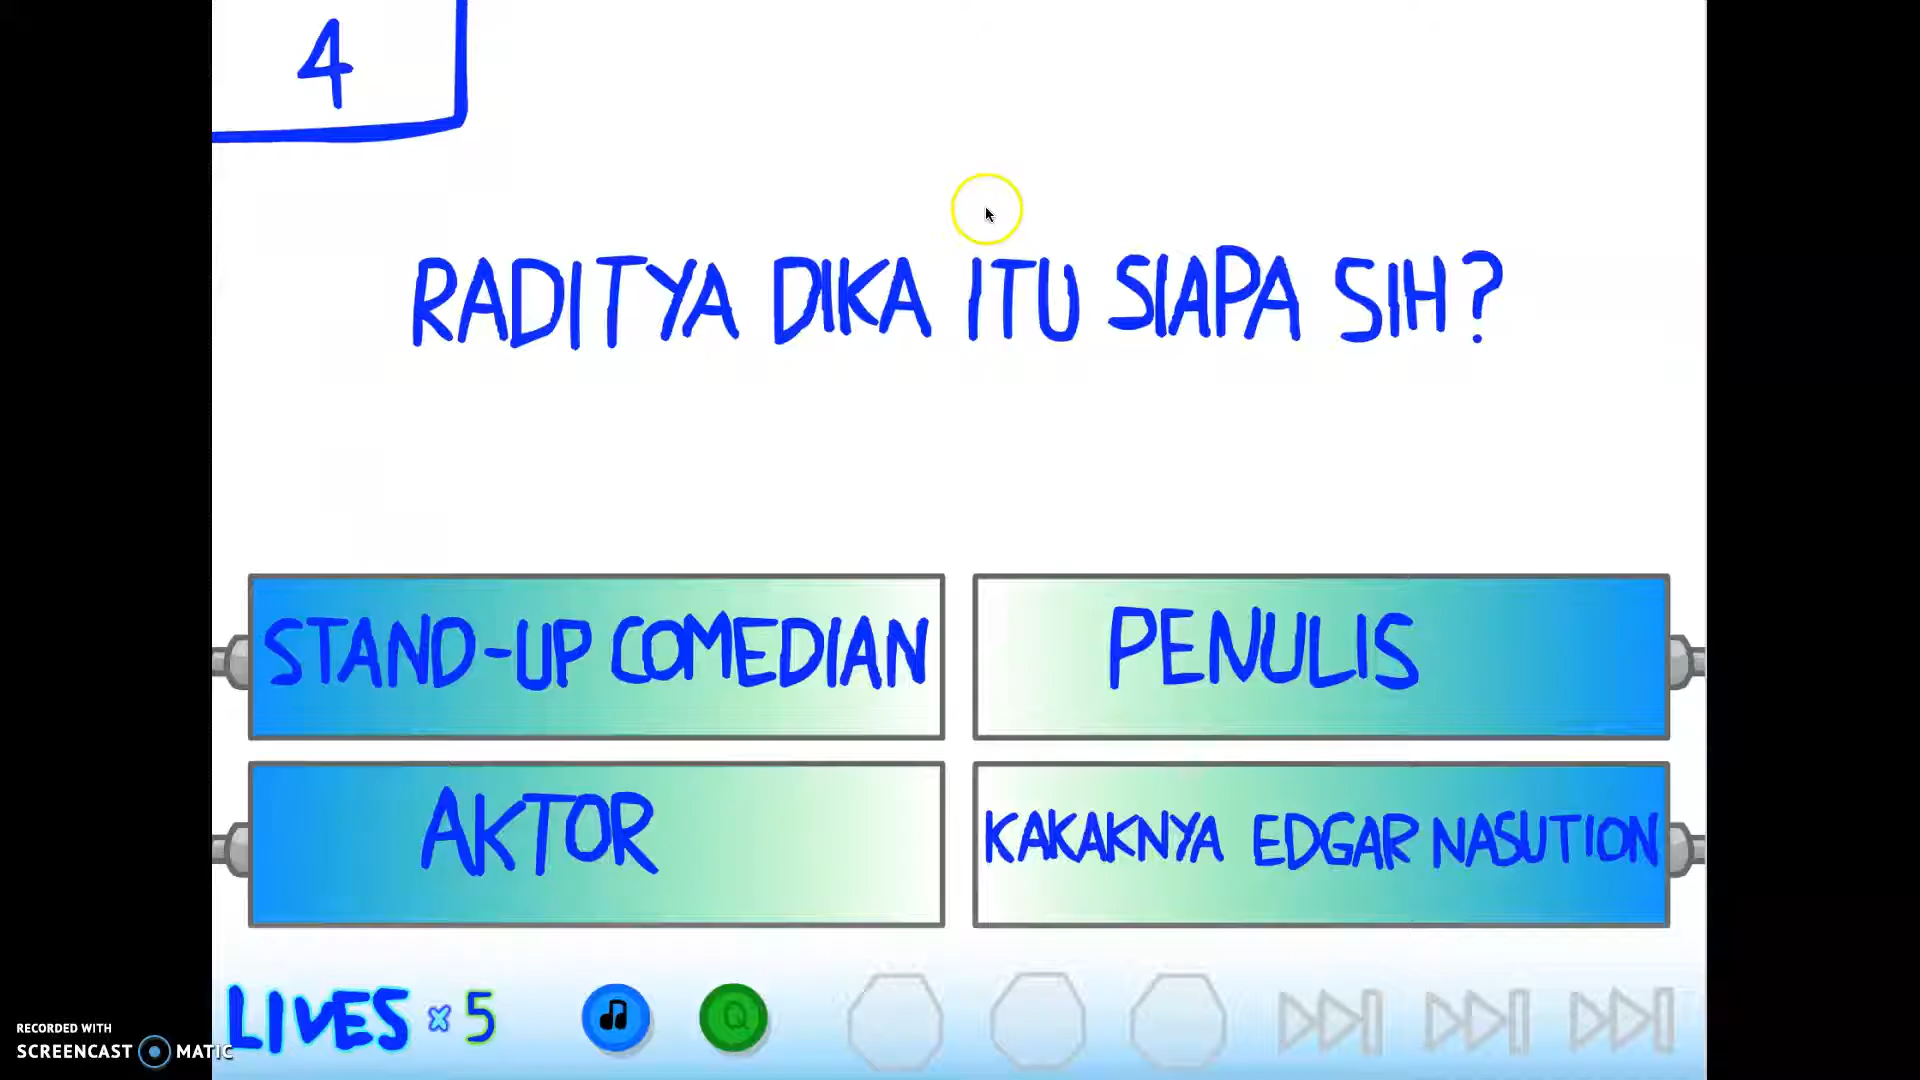 4
RADITYA DIKA ITU SIAPA SIH?
STAND-UP COMEDIAN
PENULIS
AKTOR
KAKAKNYA EDGAR NASUTION
LIVES × 5
Q
RECORDED WITH
SCREENCAST MATIC